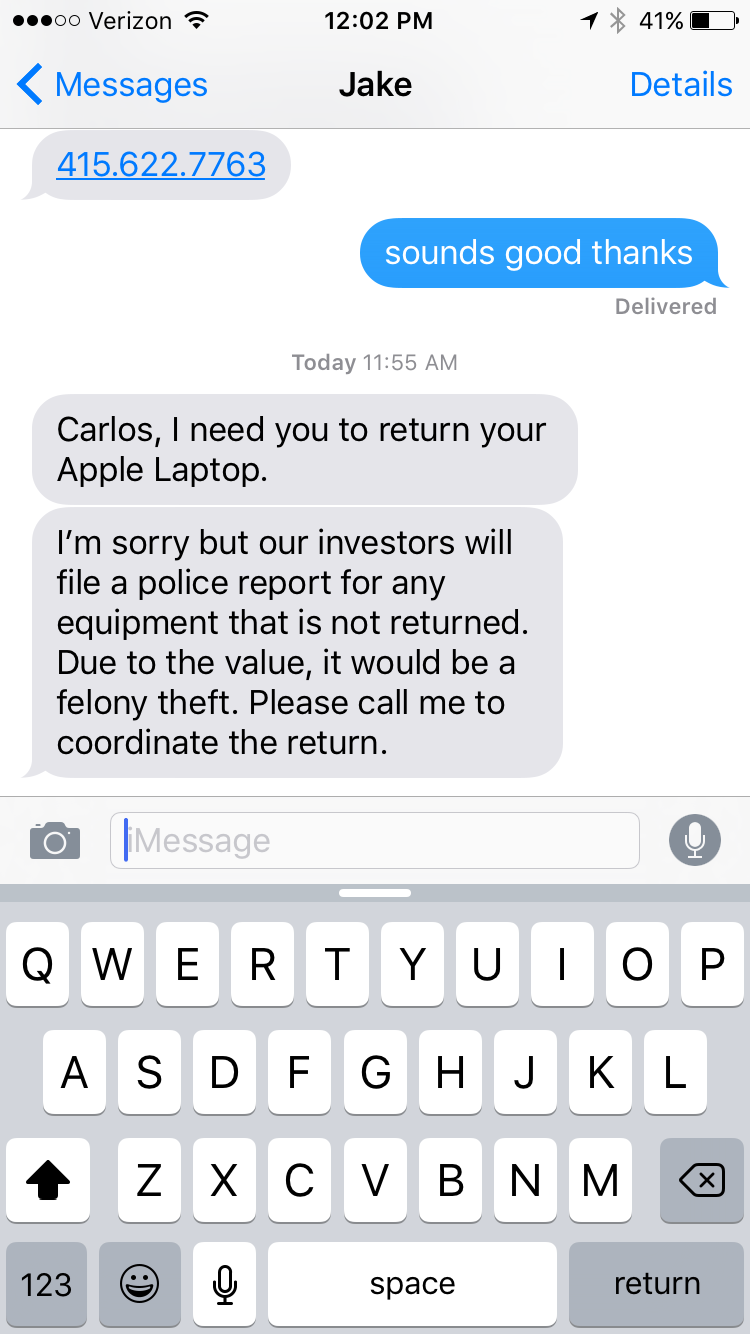 Verizon 12:02 PM 41%
Messages Jake Details
415.622.7763
sounds good thanks
Delivered
Today 11:55 AM
Carlos, I need you to return your
Apple Laptop.
I’m sorry but our investors will
file a police report for any
equipment that is not returned.
Due to the value, it would be a
felony theft. Please call me to
coordinate the return.
iMessage
Q W E R T Y U I O P
A S D F G H J K L
Z X C V B N M
123 space return